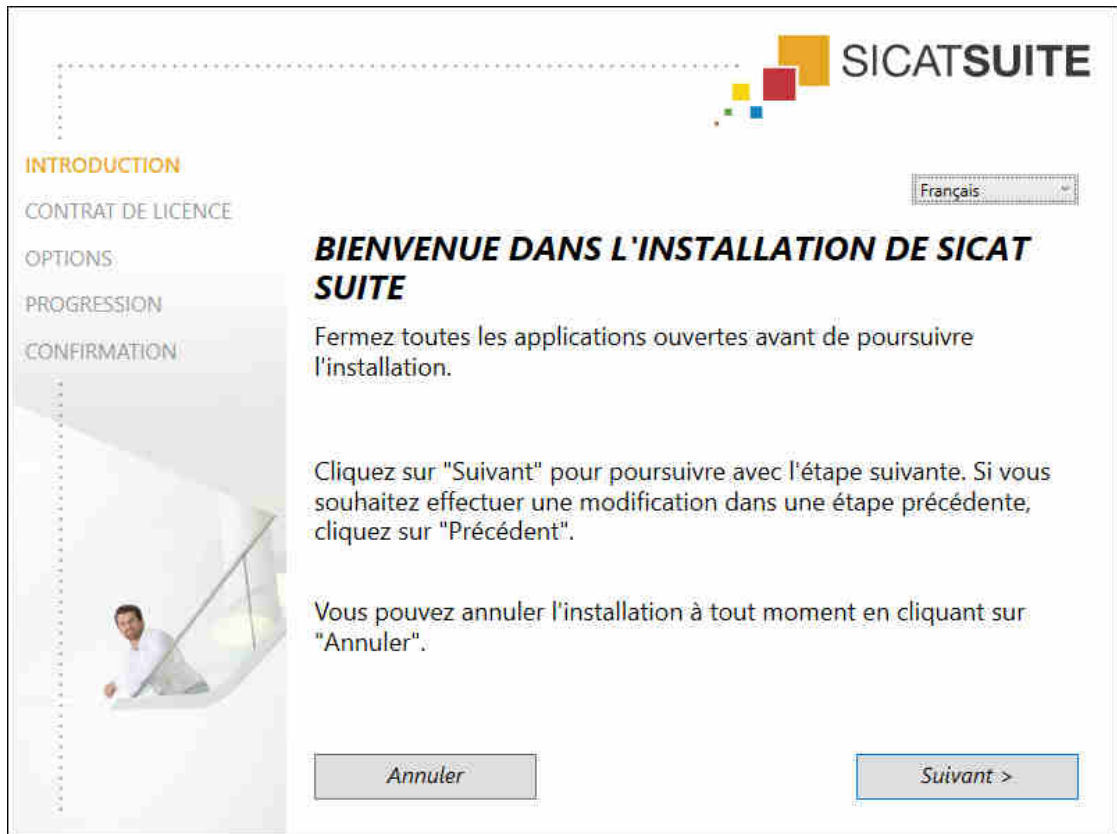 SICATSUITE
INTRODUCTION
CONTRAT DE LICENCE
OPTIONS
PROGRESSION
CONFIRMATION
Français
BIENVENUE DANS L'INSTALLATION DE SICAT
SUITE
Fermez toutes les applications ouvertes avant de poursuivre
l'installation.
Cliquez sur "Suivant" pour poursuivre avec l'étape suivante. Si vous
souhaitez effectuer une modification dans une étape précédente,
cliquez sur "Précédent".
Vous pouvez annuler l'installation à tout moment en cliquant sur
"Annuler".
Annuler
Suivant >